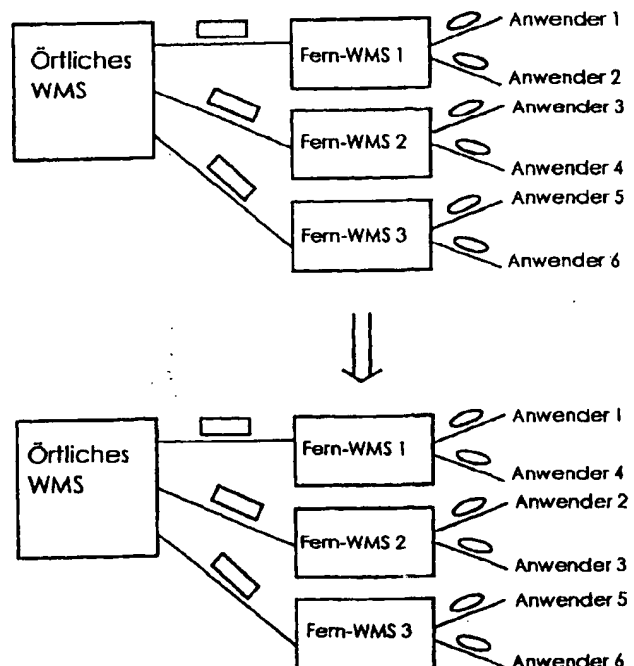 Örtliches
WMS
Fern-WMS 1
Anwender 1
Anwender 2
Fern-WMS 2
Anwender 3
Anwender 4
Fern-WMS 3
Anwender 5
Anwender 6
Örtliches
WMS
Fern-WMS 1
Anwender 1
Anwender 4
Fern-WMS 2
Anwender 2
Anwender 3
Fern-WMS 3
Anwender 5
Anwender 6